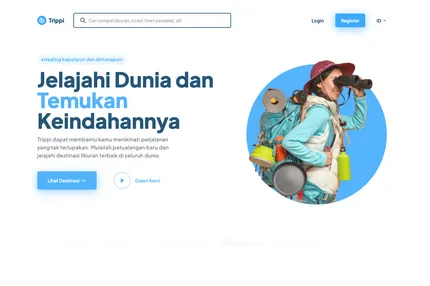 Trippi
Cari tempat liburan, hotel, tiket pesawat, dll
Login
Register
ID
#Healing kapanpun dan dimanapun!
Jelajahi Dunia dan
Temukan
Keindahannya
Trippi dapat membantu kamu menikmati perjalanan
yang tak terlupakan. Mulailah petualangan baru dan
jelajahi destinasi liburan terbaik di seluruh dunia.
Lihat Destinasi →
Galeri Kami